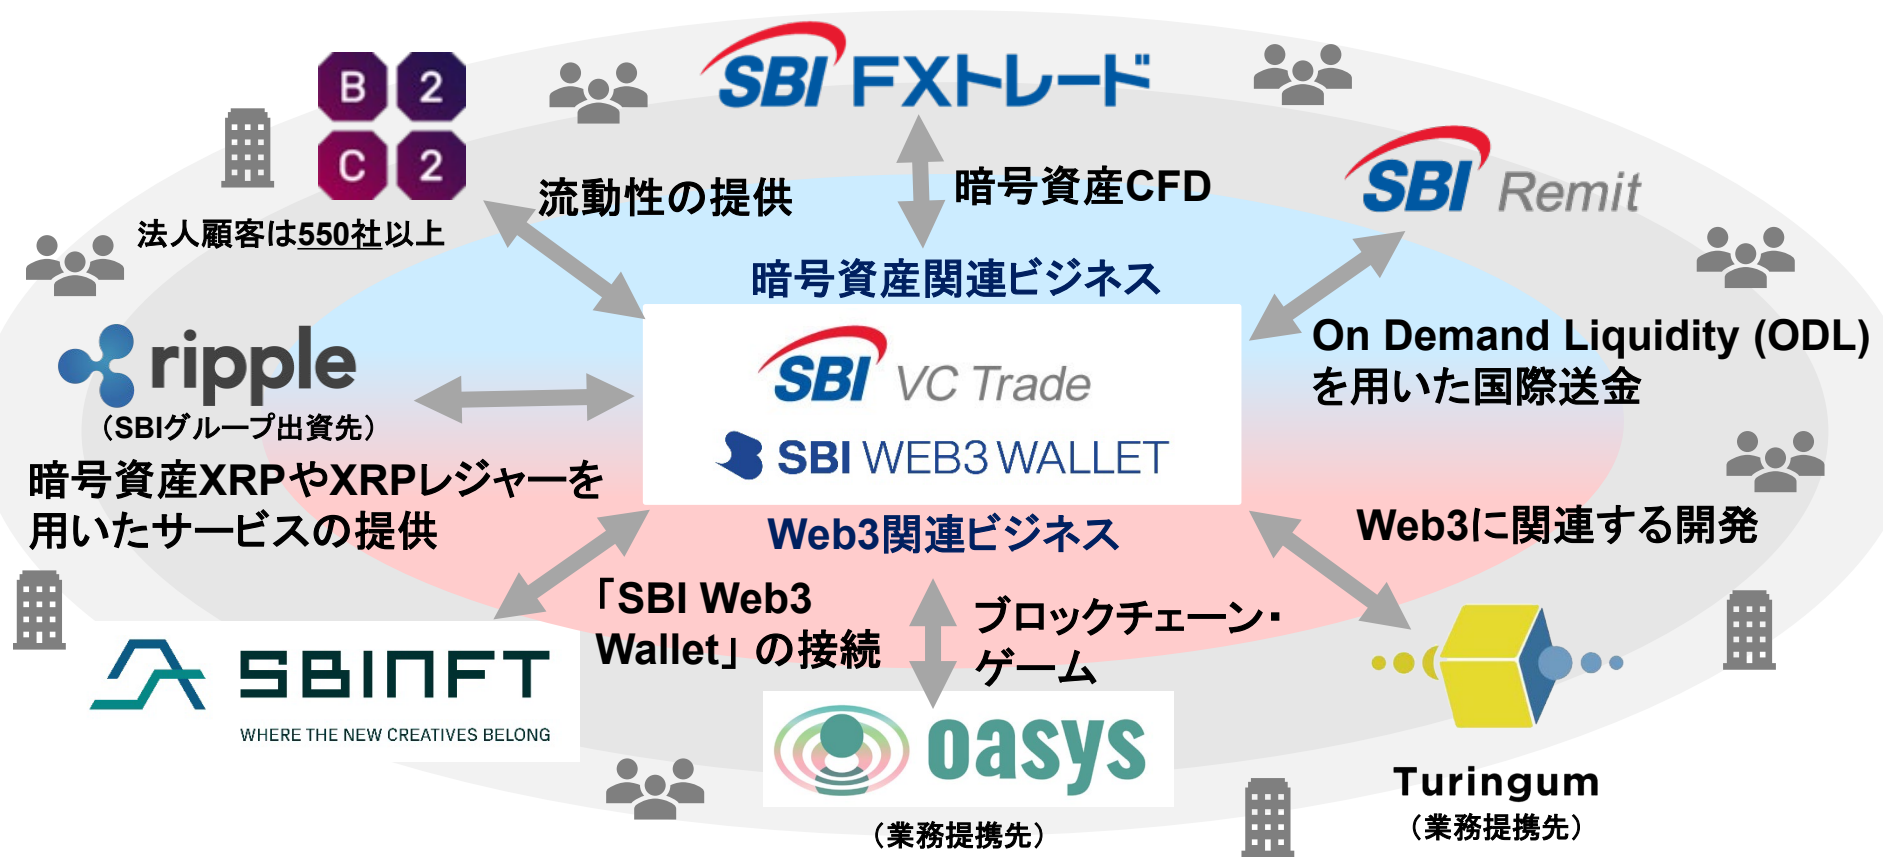 B2
C2
法人顧客は550社以上
SBI FXトレード
流動性の提供
暗号資産CFD
SBI Remit
暗号資産関連ビジネス
On Demand Liquidity (ODL)
を用いた国際送金
ripple
（SBIグループ出資先）
暗号資産XRPやXRPレジャーを
用いたサービスの提供
SBI VC Trade
SBI WEB3 WALLET
Web3関連ビジネス
Web3に関連する開発
「SBI Web3
Wallet」の接続
ブロックチェーン・
ゲーム
SBINFT
WHERE THE NEW CREATIVES BELONG
oasys
（業務提携先）
Turingum
（業務提携先）